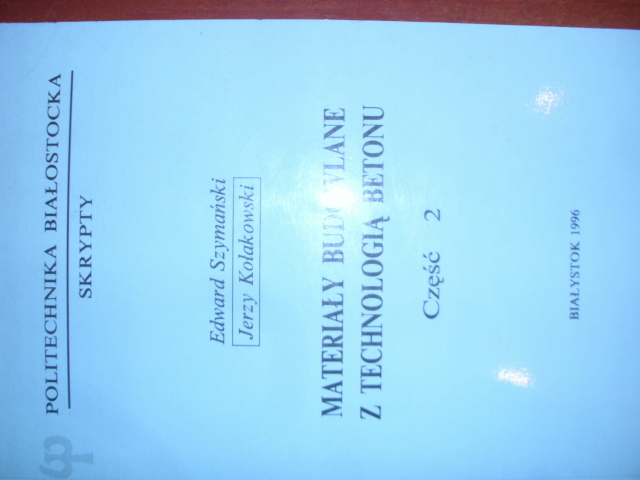 POLITECHNIKA BIAŁOSTOCKA
SKRYPTY
Edward Szymański
Jerzy Kołakowski
MATERIAŁY BUDOWLANE
Z TECHNOLOGIĄ BETONU
Część 2
BIAŁYSTOK 1996